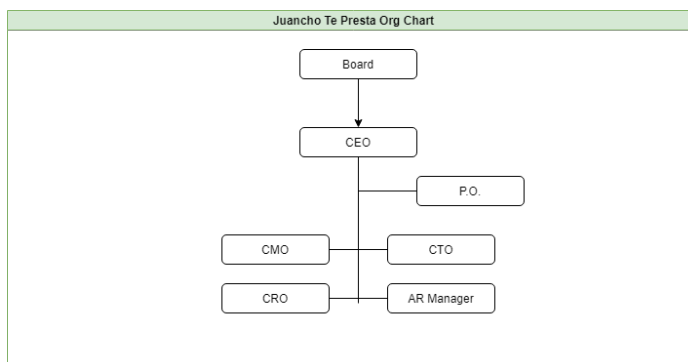 Juancho Te Presta Org Chart
Board
CEO
P.O.
CMO
CTO
CRO
AR Manager